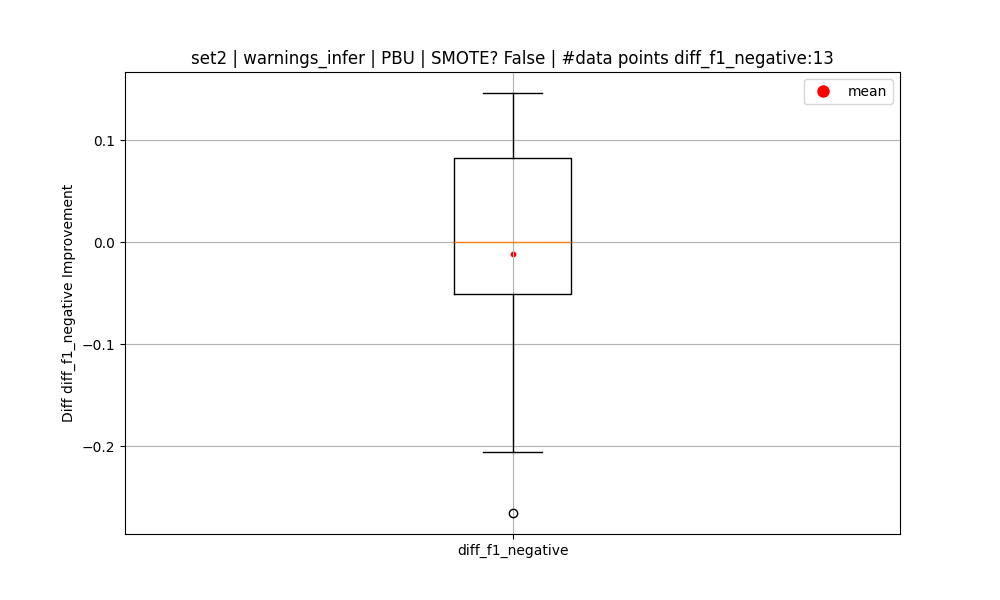 set2 | warnings_infer | PBU | SMOTE? False | #data points diff_f1_negative:13
mean
Diff diff_f1_negative Improvement
0.1
0.0
−0.1
−0.2
diff_f1_negative